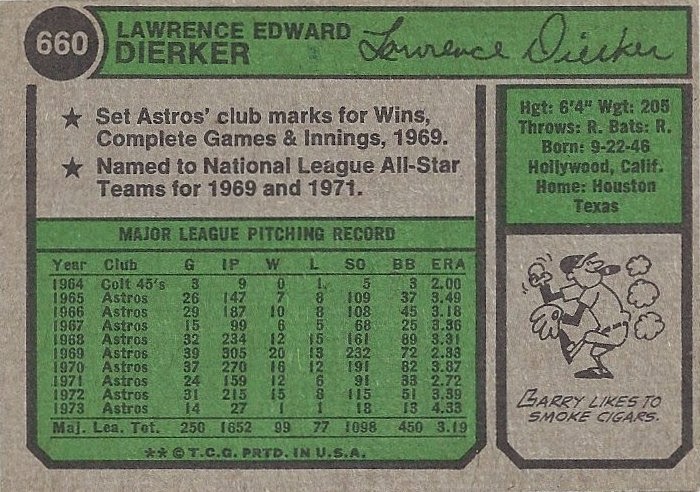 660
LAWRENCE EDWARD
DIERKER
Lawrence Dierker
★ Set Astros' club marks for Wins,
Complete Games & Innings, 1969.
★ Named to National League All-Star
Teams for 1969 and 1971.
Hgt: 6'4" Wgt: 205
Throws: R. Bats: R.
Born: 9-22-46
Hollywood, Calif.
Home: Houston
Texas
MAJOR LEAGUE PITCHING RECORD
Year Club G IP W L SO BB ERA
1964 Colt 45's 3 9 0 1 5 3 2.00
1965 Astros 26 147 7 8 109 37 3.49
1966 Astros 29 187 10 8 108 45 3.18
1967 Astros 15 99 6 5 68 25 3.36
1968 Astros 32 234 12 15 161 89 3.31
1969 Astros 39 305 20 13 232 72 2.33
1970 Astros 37 270 16 12 191 82 3.87
1971 Astros 24 159 12 6 91 33 2.72
1972 Astros 31 215 15 8 115 51 3.39
1973 Astros 14 27 1 1 18 13 4.33
Maj. Lea. Tot. 250 1652 99 77 1098 450 3.19
** © T.C.G. PRTD. IN U.S.A.
LARRY LIKES TO
SMOKE CIGARS.